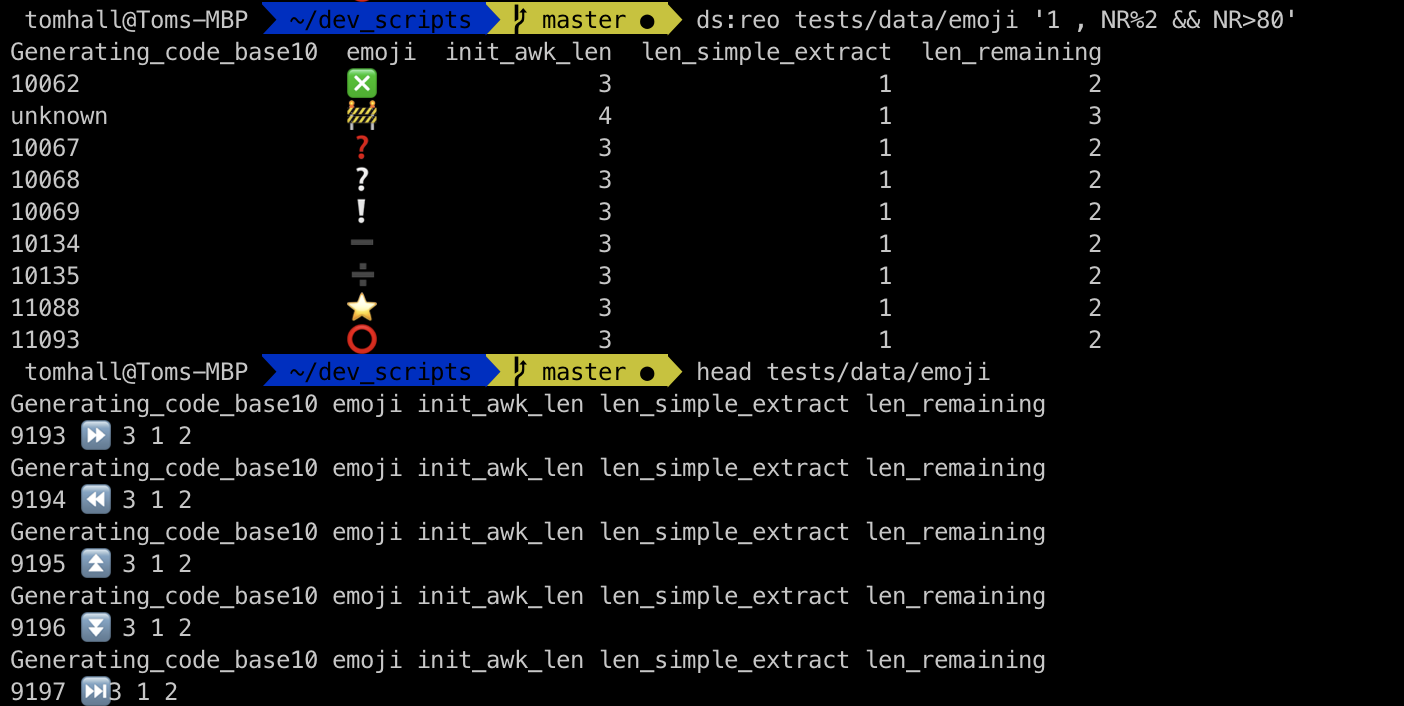 tomhall@Toms-MBP ~/dev_scripts master ● ds:reo tests/data/emoji '1 , NR%2 && NR>80'
Generating_code_base10 emoji init_awk_len len_simple_extract len_remaining
10062 ❎ 3 1 2
unknown 🚧 4 1 3
10067 ❓ 3 1 2
10068 ❔ 3 1 2
10069 ❕ 3 1 2
10134 ➖ 3 1 2
10135 ➗ 3 1 2
11088 ⭐ 3 1 2
11093 ⭕ 3 1 2
tomhall@Toms-MBP ~/dev_scripts master ● head tests/data/emoji
Generating_code_base10 emoji init_awk_len len_simple_extract len_remaining
9193 ⏩ 3 1 2
Generating_code_base10 emoji init_awk_len len_simple_extract len_remaining
9194 ⏪ 3 1 2
Generating_code_base10 emoji init_awk_len len_simple_extract len_remaining
9195 ⏫ 3 1 2
Generating_code_base10 emoji init_awk_len len_simple_extract len_remaining
9196 ⏬ 3 1 2
Generating_code_base10 emoji init_awk_len len_simple_extract len_remaining
9197 ⏭3 1 2